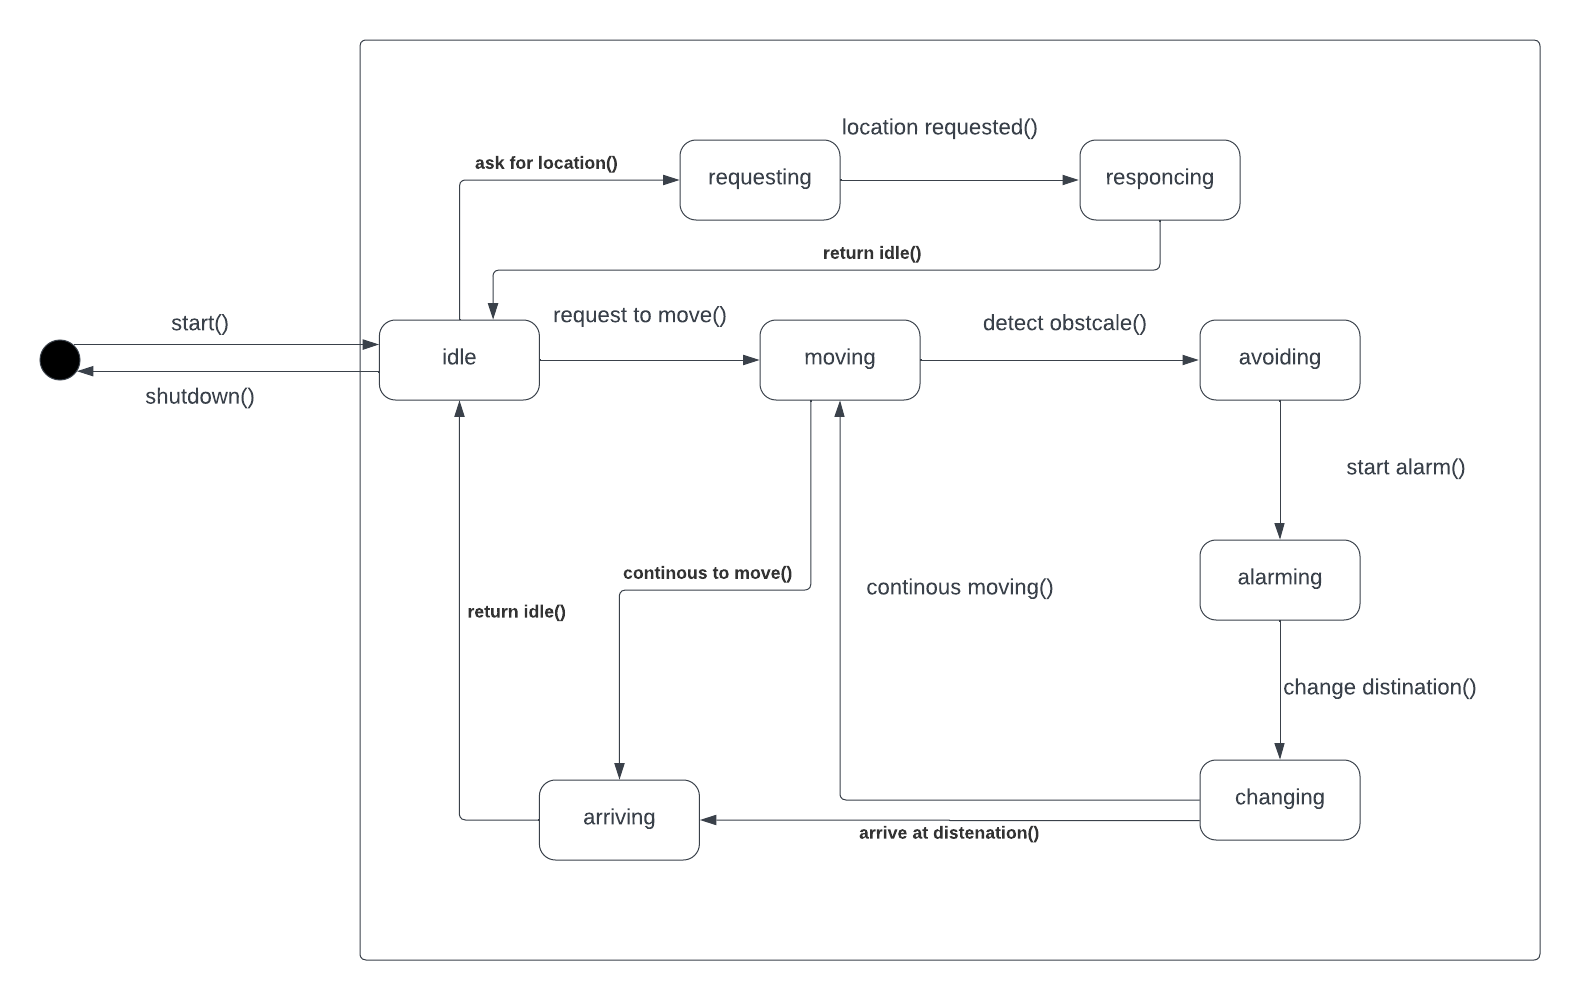 location requested()
ask for location()
requesting
responcing
return idle()
start()
request to move()
detect obstcale()
idle
moving
avoiding
shutdown()
start alarm()
continous to move()
continous moving()
alarming
return idle()
change distination()
changing
arriving
arrive at distenation()